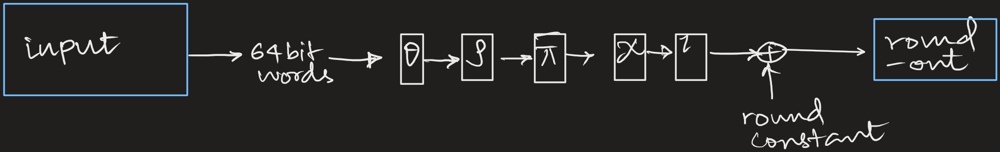 input
64 bit
words
θ
ρ
π
χ
ι
round
-out
round
constant